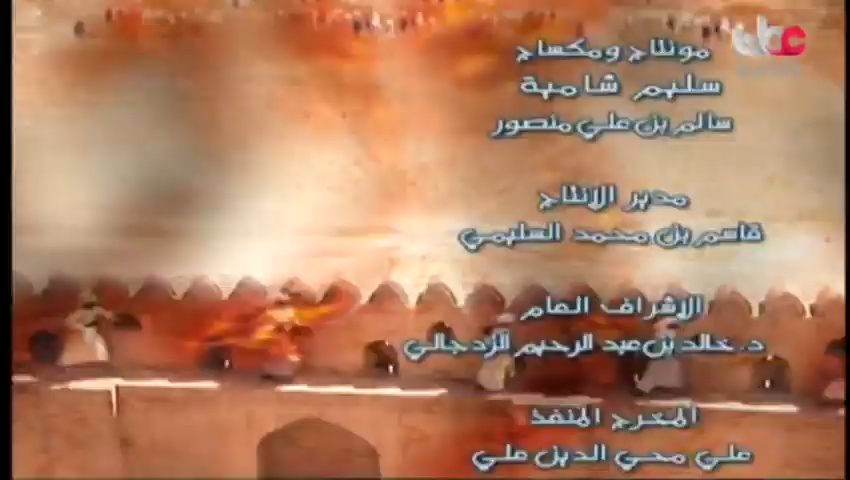 مونتاج ومكساج
سليم شامية
سالم بن علي منصور
مدير الإنتاج
قاسم بن محمد السليمي
الإشراف العام
د. خالد بن عبد الرحيم الزدجالي
المخرج المنفذ
علي محي الدين علي